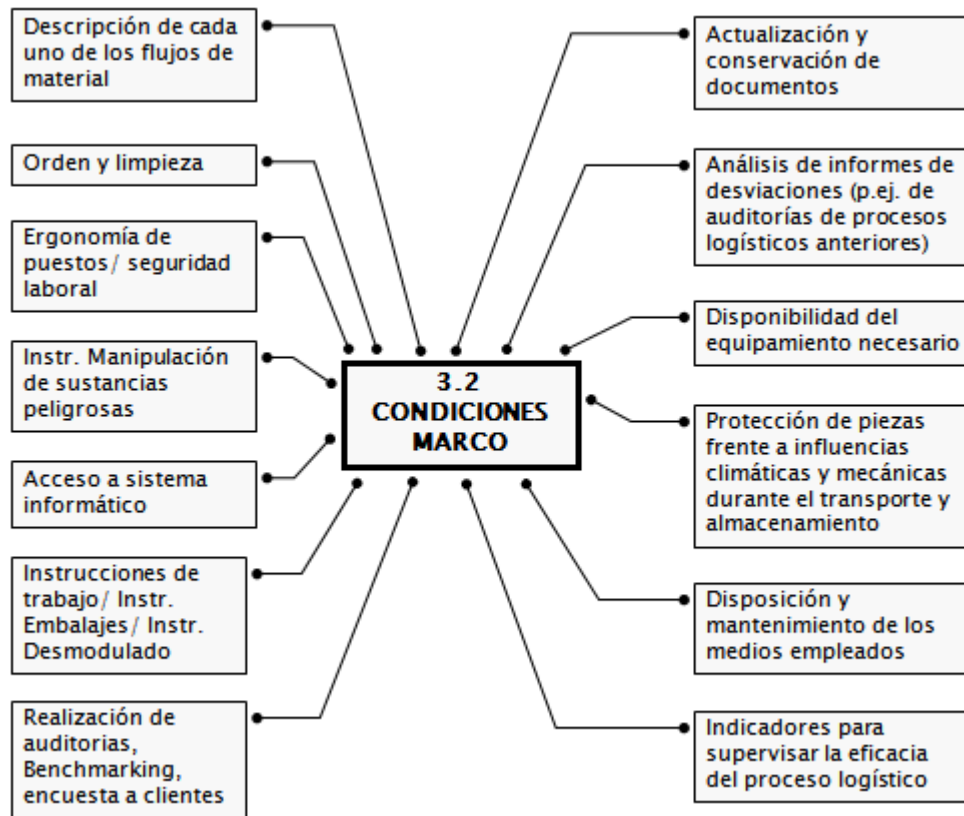 Descripción de cada
uno de los flujos de
material
Orden y limpieza
Ergonomía de
puestos/ seguridad
laboral
Instr. Manipulación
de sustancias
peligrosas
Acceso a sistema
informático
Instrucciones de
trabajo/ Instr.
Embalajes/ Instr.
Desmodulado
Realización de
auditorias,
Benchmarking,
encuesta a clientes
3.2
CONDICIONES
MARCO
Actualización y
conservación de
documentos
Análisis de informes de
desviaciones (p.ej. de
auditorías de procesos
logísticos anteriores)
Disponibilidad del
equipamiento necesario
Protección de piezas
frente a influencias
climáticas y mecánicas
durante el transporte y
almacenamiento
Disposición y
mantenimiento de los
medios empleados
Indicadores para
supervisar la eficacia
del proceso logístico